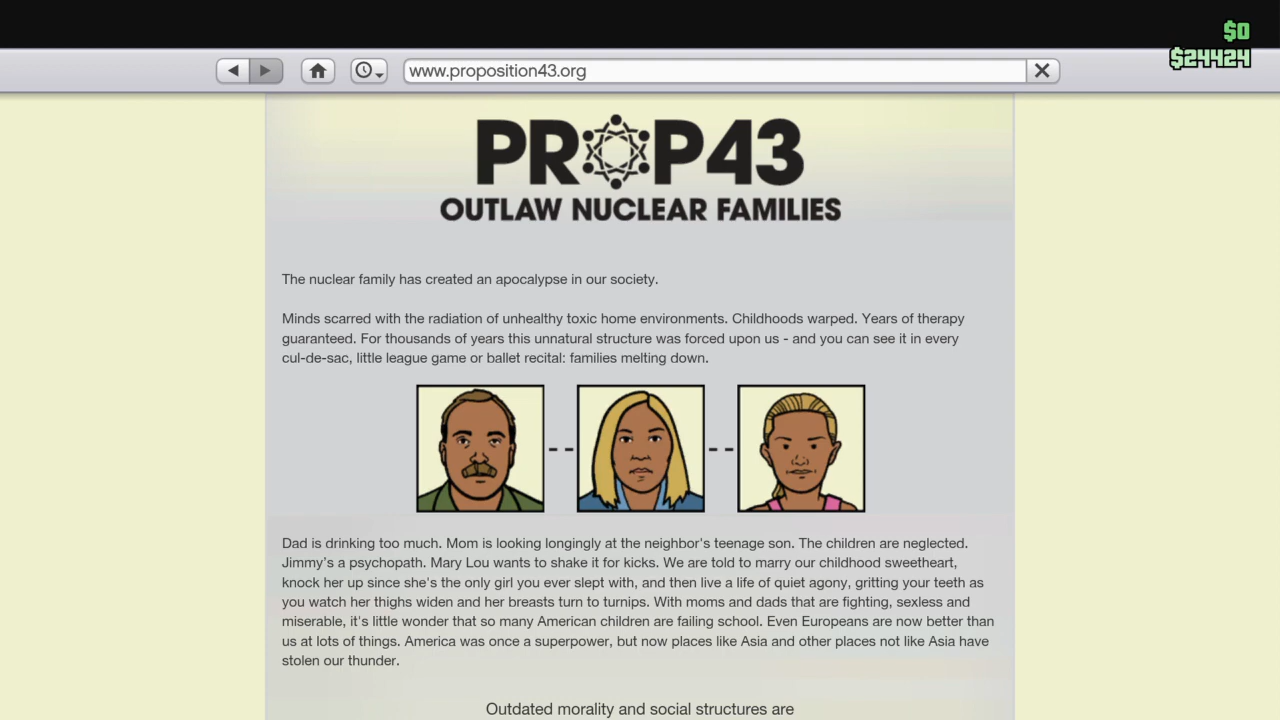 $0
$24424
www.proposition43.org
PROP43
OUTLAW NUCLEAR FAMILIES
The nuclear family has created an apocalypse in our society.
Minds scarred with the radiation of unhealthy toxic home environments. Childhoods warped. Years of therapy
guaranteed. For thousands of years this unnatural structure was forced upon us - and you can see it in every
cul-de-sac, little league game or ballet recital: families melting down.
Dad is drinking too much. Mom is looking longingly at the neighbor's teenage son. The children are neglected.
Jimmy's a psychopath. Mary Lou wants to shake it for kicks. We are told to marry our childhood sweetheart,
knock her up since she's the only girl you ever slept with, and then live a life of quiet agony, gritting your teeth as
you watch her thighs widen and her breasts turn to turnips. With moms and dads that are fighting, sexless and
miserable, it's little wonder that so many American children are failing school. Even Europeans are now better than
us at lots of things. America was once a superpower, but now places like Asia and other places not like Asia have
stolen our thunder.
Outdated morality and social structures are